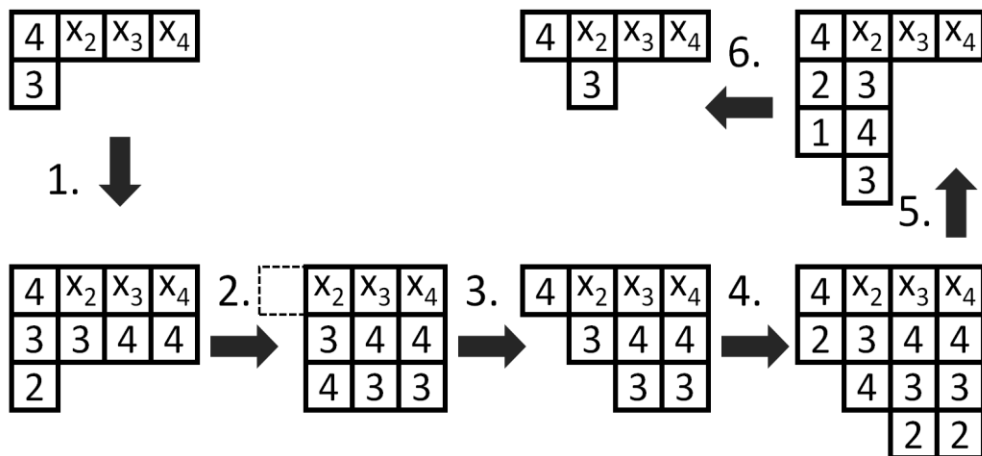 4 x₂ x₃ x₄
3
1.
4 x₂ x₃ x₄
3 3 4 4
2
2.
x₂ x₃ x₄
3 4 4
4 3 3
3.
4 x₂ x₃ x₄
3 4 4
3 3
4.
4 x₂ x₃ x₄
2 3 4 4
4 3 3
2 2
5.
4 x₂ x₃ x₄
2 3
1 4
3
6.
4 x₂ x₃ x₄
3